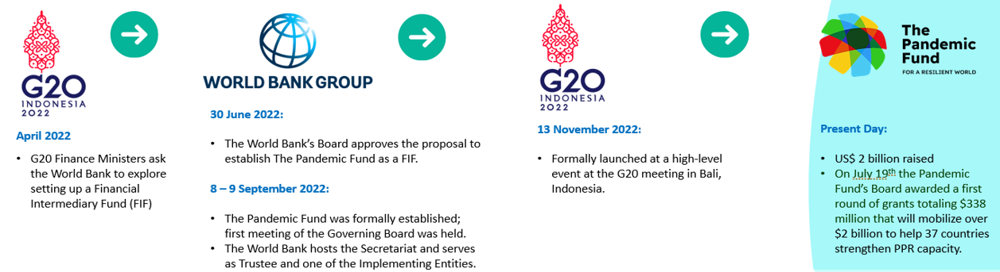 G20
INDONESIA
2022
April 2022
• G20 Finance Ministers ask
the World Bank to explore
setting up a Financial
Intermediary Fund (FIF)
WORLD BANK GROUP
30 June 2022:
• The World Bank's Board approves the proposal to
establish The Pandemic Fund as a FIF.
8 – 9 September 2022:
• The Pandemic Fund was formally established;
first meeting of the Governing Board was held.
• The World Bank hosts the Secretariat and serves
as Trustee and one of the Implementing Entities.
G20
INDONESIA
2022
13 November 2022:
• Formally launched at a high-level
event at the G20 meeting in Bali,
Indonesia.
The
Pandemic
Fund
FOR A RESILIENT WORLD
Present Day:
• US$ 2 billion raised
• On July 19th the Pandemic
Fund's Board awarded a first
round of grants totaling $338
million that will mobilize over
$2 billion to help 37 countries
strengthen PPR capacity.